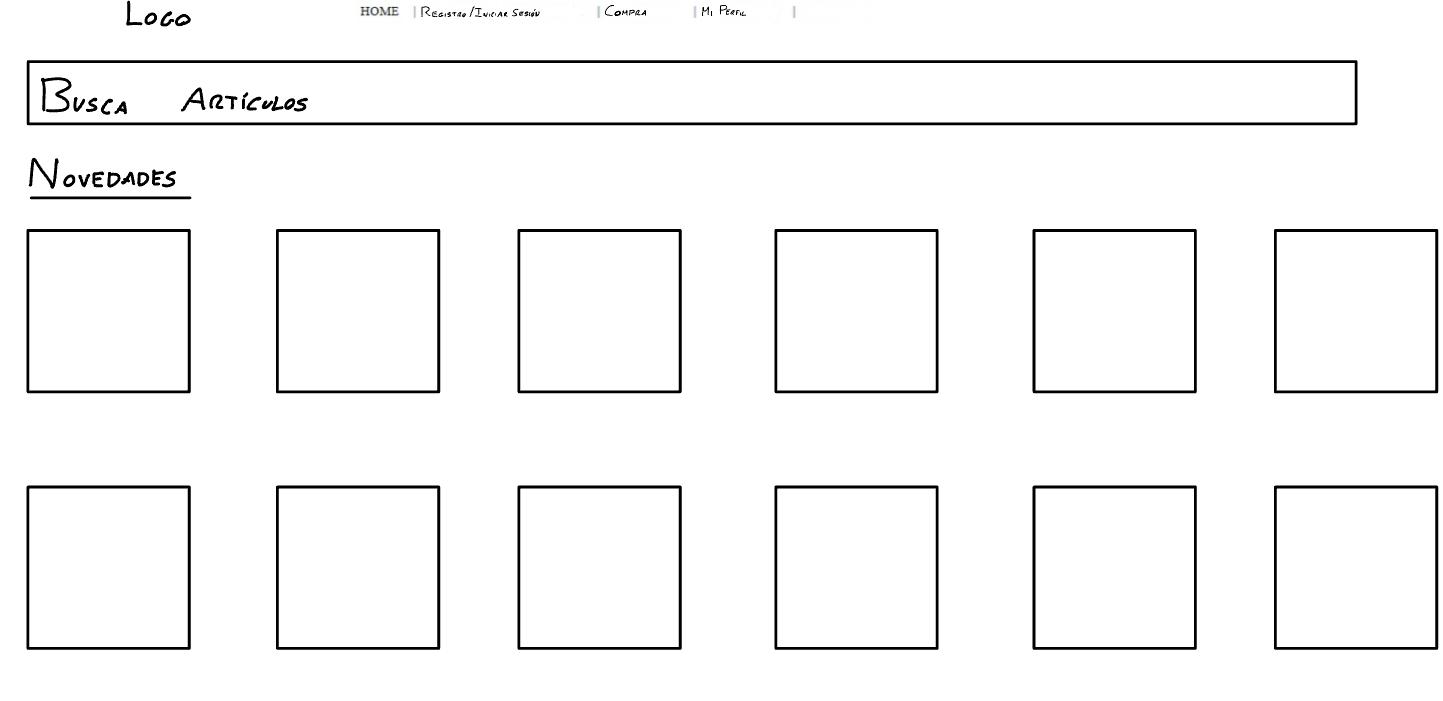 Logo HOME | Registro/Iniciar Sesión | Compra | Mi Perfil |
Busca Artículos
Novedades